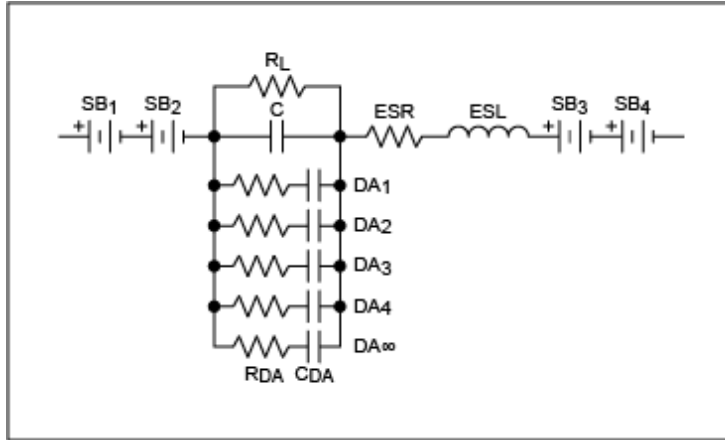 RL
SB1 SB2 C ESR ESL SB3 SB4
+ + + +
DA1
DA2
DA3
DA4
DA∞
RDA CDA